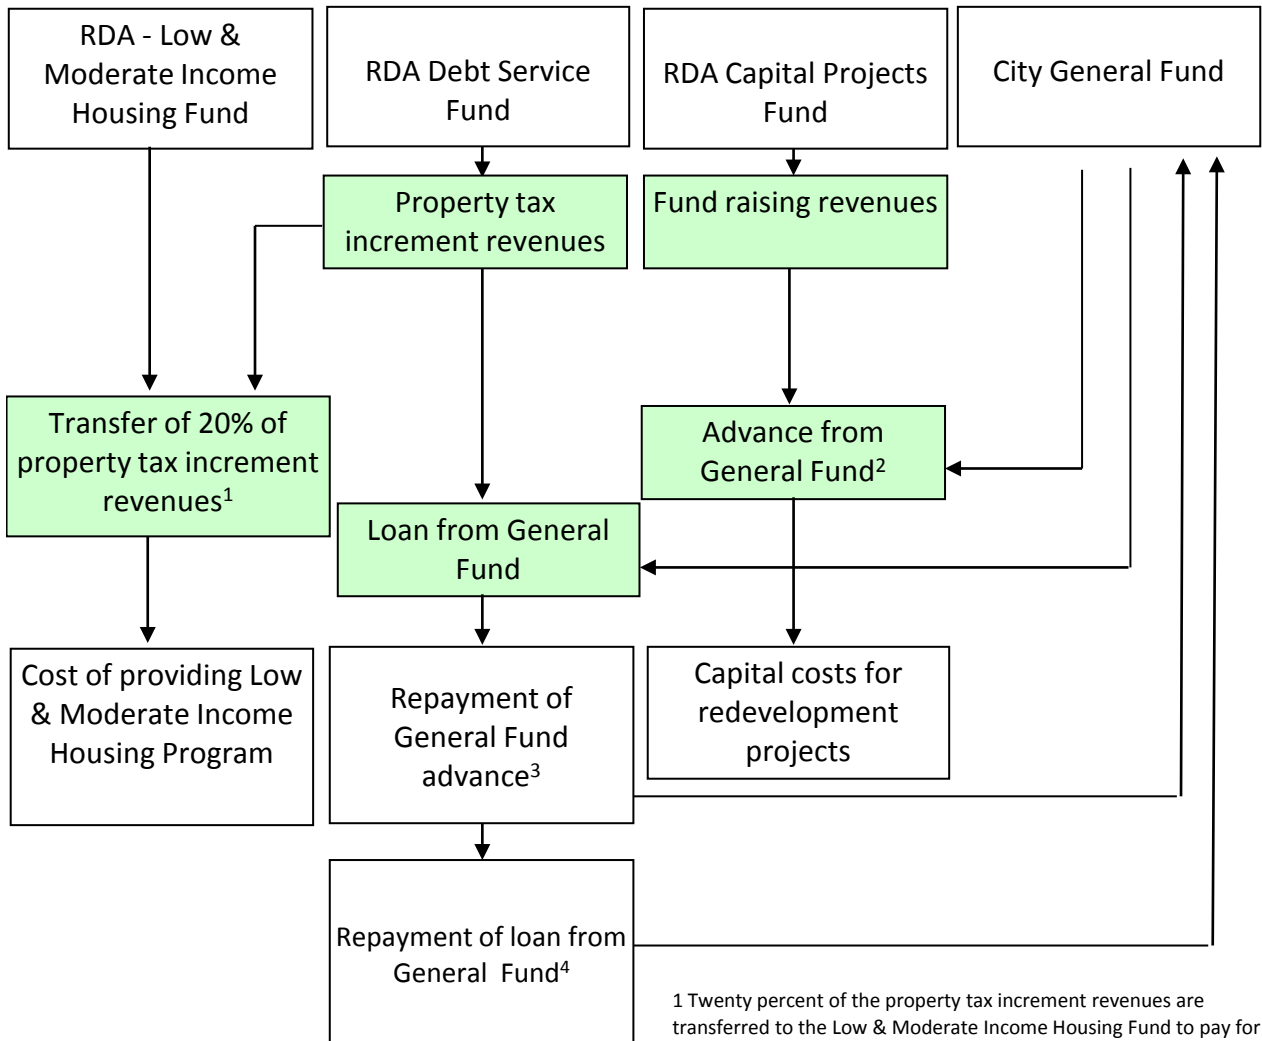 RDA - Low &
Moderate Income
Housing Fund
RDA Debt Service
Fund
RDA Capital Projects
Fund
City General Fund
Property tax
increment revenues
Fund raising revenues
Transfer of 20% of
property tax increment
revenues1
Advance from
General Fund2
Loan from General
Fund
Cost of providing Low
& Moderate Income
Housing Program
Repayment of
General Fund
advance3
Capital costs for
redevelopment
projects
Repayment of loan from
General Fund4
1 Twenty percent of the property tax increment revenues are
transferred to the Low & Moderate Income Housing Fund to pay for